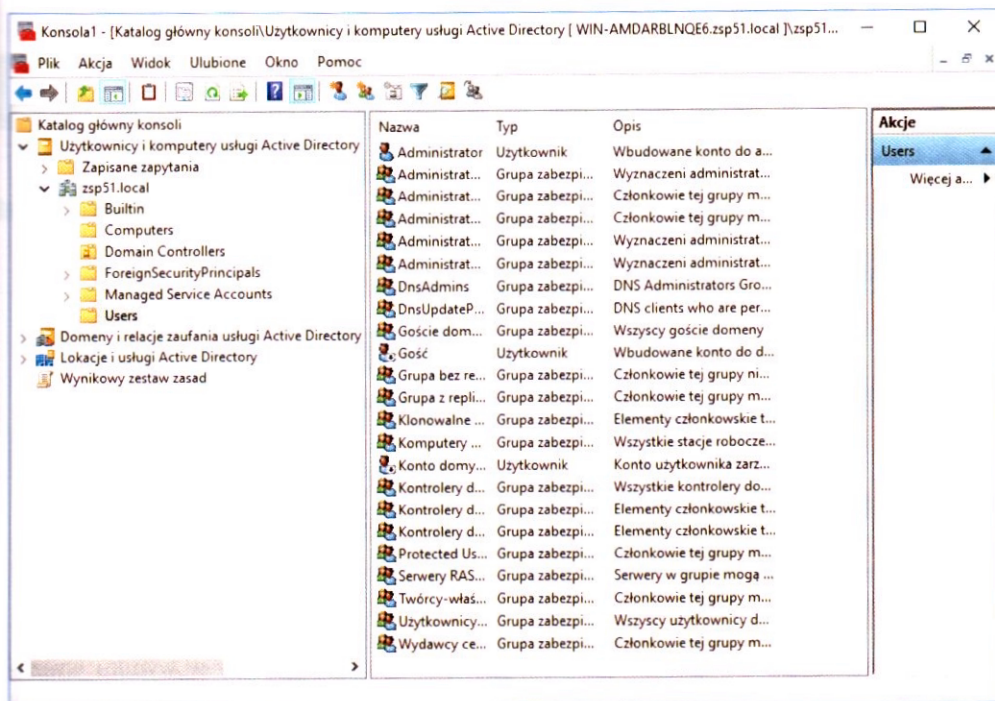 Konsola1 - [Katalog główny konsoli\Użytkownicy i komputery usługi Active Directory [ WIN-AMDARBLNQE6.zsp51.local ]\zsp51...
Plik Akcja Widok Ulubione Okno Pomoc
Katalog główny konsoli
Użytkownicy i komputery usługi Active Directory
Zapisane zapytania
zsp51.local
Builtin
Computers
Domain Controllers
ForeignSecurityPrincipals
Managed Service Accounts
Users
Domeny i relacje zaufania usługi Active Directory
Lokacje i usługi Active Directory
Wynikowy zestaw zasad
Nazwa Typ Opis
Administrator Użytkownik Wbudowane konto do a...
Administrat... Grupa zabezpi... Wyznaczeni administrat...
Administrat... Grupa zabezpi... Członkowie tej grupy m...
Administrat... Grupa zabezpi... Członkowie tej grupy m...
Administrat... Grupa zabezpi... Wyznaczeni administrat...
Administrat... Grupa zabezpi... Wyznaczeni administrat...
DnsAdmins Grupa zabezpi... DNS Administrators Gro...
DnsUpdateP... Grupa zabezpi... DNS clients who are per...
Goście dom... Grupa zabezpi... Wszyscy goście domeny
Gość Użytkownik Wbudowane konto do d...
Grupa bez re... Grupa zabezpi... Członkowie tej grupy ni...
Grupa z repli... Grupa zabezpi... Członkowie tej grupy m...
Klonowalne ... Grupa zabezpi... Elementy członkowskie t...
Komputery ... Grupa zabezpi... Wszystkie stacje robocze...
Konto domy... Użytkownik Konto użytkownika zarz...
Kontrolery d... Grupa zabezpi... Wszystkie kontrolery do...
Kontrolery d... Grupa zabezpi... Elementy członkowskie t...
Kontrolery d... Grupa zabezpi... Elementy członkowskie t...
Protected Us... Grupa zabezpi... Członkowie tej grupy m...
Serwery RAS... Grupa zabezpi... Serwery w grupie mogą ...
Twórcy-właś... Grupa zabezpi... Członkowie tej grupy m...
Użytkownicy... Grupa zabezpi... Wszyscy użytkownicy d...
Wydawcy ce... Grupa zabezpi... Członkowie tej grupy m...
Akcje
Users
Więcej a...